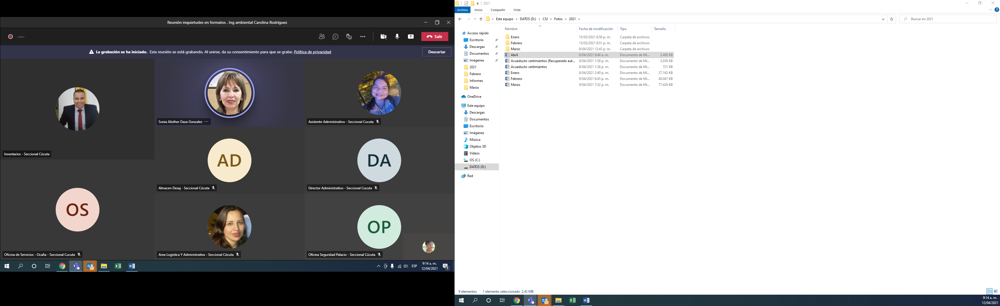 Reunión inquietudes en formatos . Ing ambiental Carolina Rodríguez
--:--
Salir
La grabación se ha iniciado. Esta reunión se está grabando. Al unirse, da su consentimiento para que se grabe. Política de privacidad
Descartar
Inventarios - Seccional Cúcuta
Sonia Alixther Daza Gonzalez ...
Asistente Administrativo - Seccional Cucuta
AD
Almacen Desaj - Seccional Cúcuta
DA
Director Administrativo - Seccional Cucuta
OS
Oficina de Servicios - Ocaña - Seccional Cucuta
Area Logistica Y Administrativa - Seccional Cúcuta
OP
Oficina Seguridad Palacio - Seccional Cúcuta
ESP
9:14 a. m.
12/04/2021
3
2021
Archivo Inicio Compartir Vista
Este equipo > DATOS (D:) > CSJ > Fotos > 2021 >
Buscar en 2021
Acceso rápido
Escritorio
Descargas
Documentos
Imágenes
2021
Febrero
Informes
Marzo
OneDrive
Este equipo
Descargas
Documentos
Escritorio
Imágenes
Música
Objetos 3D
Vídeos
OS (C:)
DATOS (D:)
Red
Nombre Fecha de modificación Tipo Tamaño
Enero 15/03/2021 8:50 p. m. Carpeta de archivos
Febrero 15/03/2021 8:51 p. m. Carpeta de archivos
Marzo 8/04/2021 12:43 p. m. Carpeta de archivos
Abril 6/04/2021 9:46 a. m. Documento de Mi... 2.480 KB
Acueducto vertimientos (Recuperado aut... 8/04/2021 1:58 p. m. Documento de Mi... 3.030 KB
Acueducto vertimientos 8/04/2021 1:38 p. m. Documento de Mi... 721 KB
Enero 8/04/2021 2:40 p. m. Documento de Mi... 27.163 KB
Febrero 9/04/2021 6:45 p. m. Documento de Mi... 40.041 KB
Marzo 9/04/2021 7:32 p. m. Documento de Mi... 77.426 KB
9 elementos 1 elemento seleccionado 2,42 MB
9:14 a. m.
12/04/2021